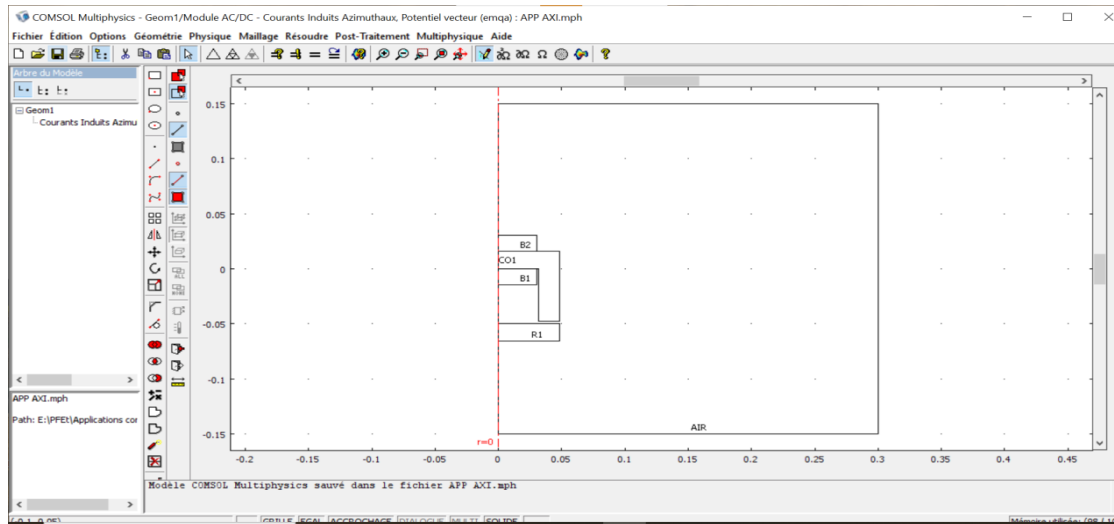 COMSOL Multiphysics - Geom1/Module AC/DC - Courants Induits Azimuthaux, Potentiel vecteur (emqa) : APP AXI.mph
Fichier Édition Options Géométrie Physique Maillage Résoudre Post-Traitement Multiphysique Aide
Arbre du Modèle
Geom1
Courants Induits Azimu
0.15
0.1
0.05
0
-0.05
-0.1
-0.15
B2
CO1
B1
R1
AIR
r=0
-0.2 -0.15 -0.1 -0.05 0 0.05 0.1 0.15 0.2 0.25 0.3 0.35 0.4 0.45
APP AXI.mph
Path: E:\PFEt\Applications cor
Modèle COMSOL Multiphysics sauvé dans le fichier APP AXI.mph
(-0.1, 0.05) GRILLE EGAL ACCROCHAGE DIALOGUE MULTI SOLIDE